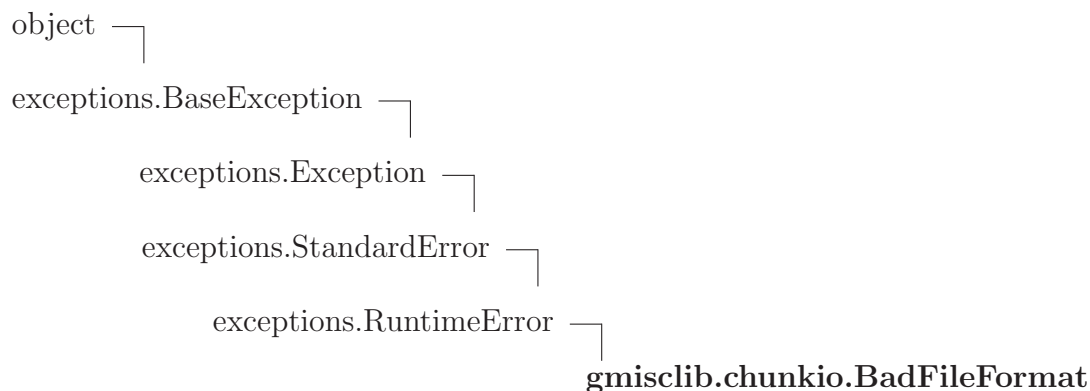 object
exceptions.BaseException
exceptions.Exception
exceptions.StandardError
exceptions.RuntimeError
gmisclib.chunkio.BadFileFormat